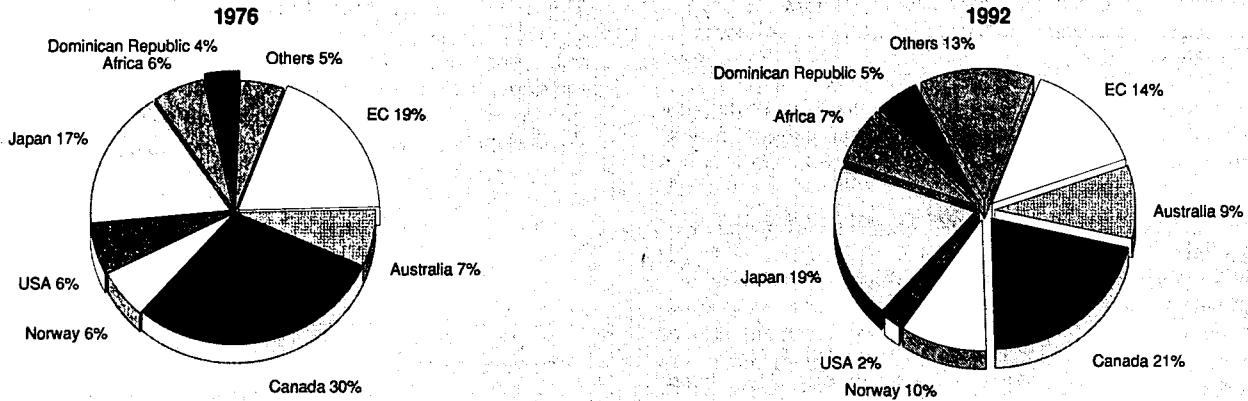 1976
Dominican Republic 4%
Africa 6%
Others 5%
EC 19%
Japan 17%
Australia 7%
USA 6%
Norway 6%
Canada 30%
1992
Others 13%
Dominican Republic 5%
EC 14%
Africa 7%
Australia 9%
Japan 19%
USA 2%
Canada 21%
Norway 10%